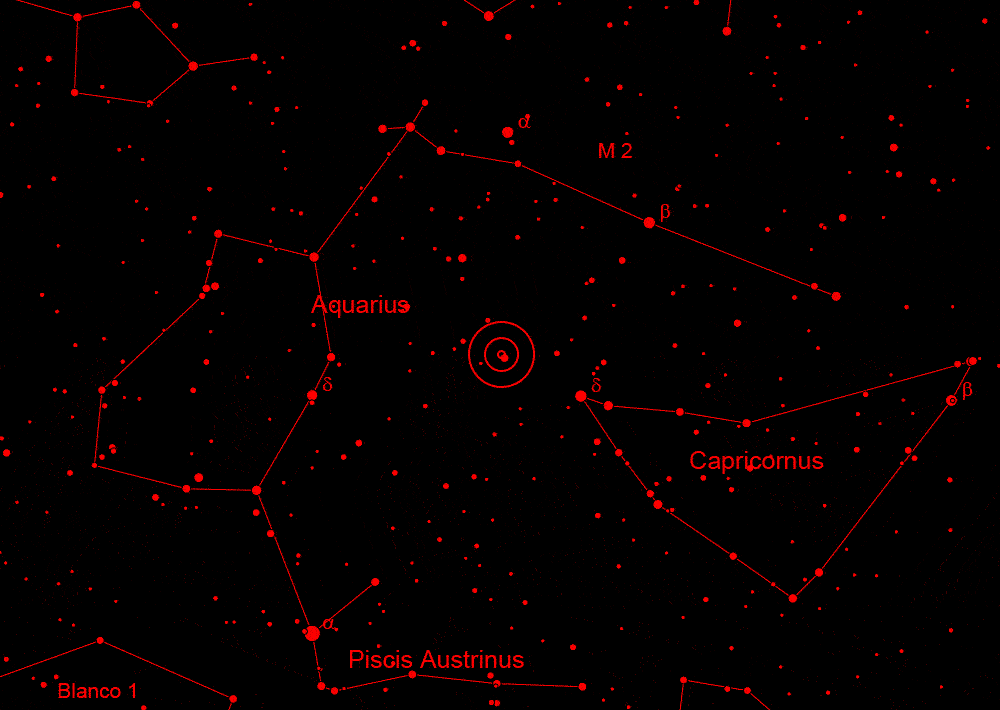 α
M 2
β
Aquarius
δ
δ
β
Capricornus
α
Piscis Austrinus
Blanco 1